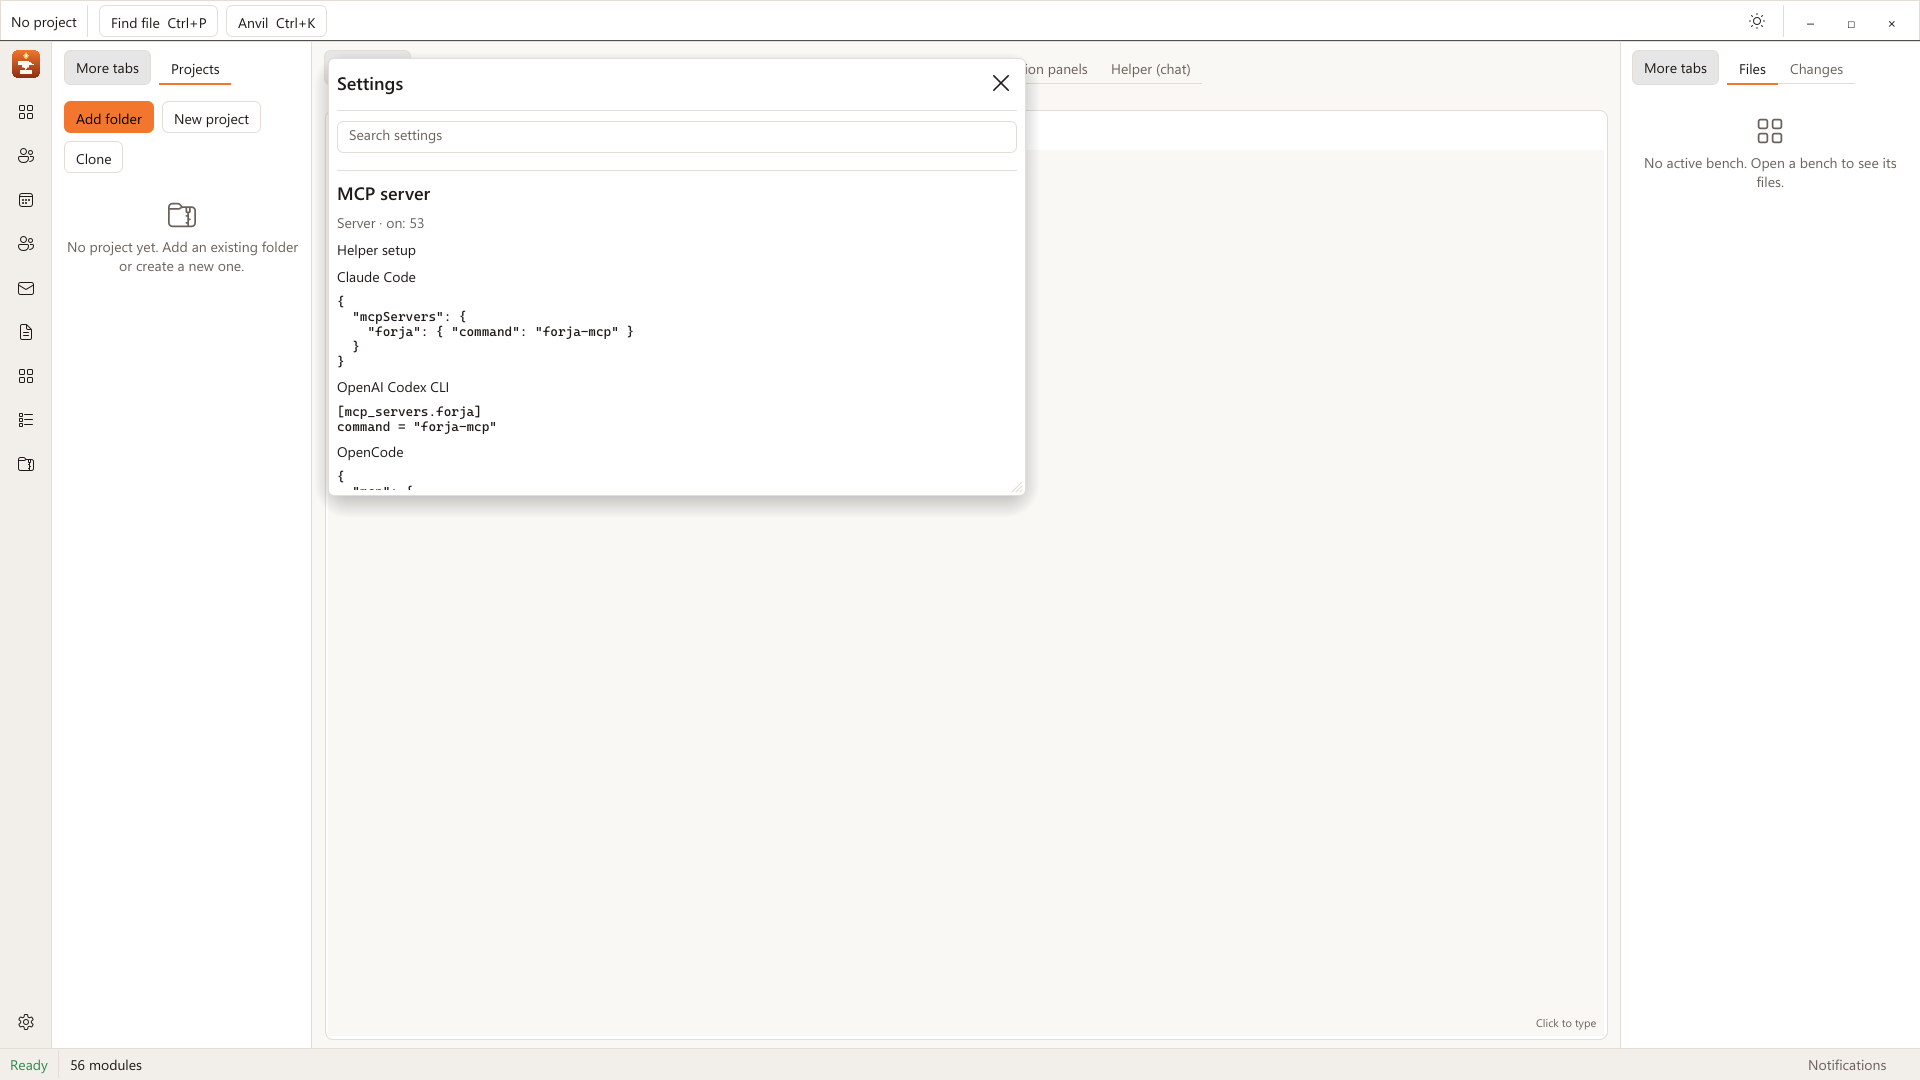 No project
Find file Ctrl+P
Anvil Ctrl+K
More tabs
Projects
Add folder
New project
Clone
No project yet. Add an existing folder
or create a new one.
Settings
Search settings
MCP server
Server · on: 53
Helper setup
Claude Code
{
"mcpServers": {
"forja": { "command": "forja-mcp" }
}
}
OpenAI Codex CLI
[mcp_servers.forja]
command = "forja-mcp"
OpenCode
{
panels
Helper (chat)
Click to type
More tabs
Files
Changes
No active bench. Open a bench to see its
files.
Ready
56 modules
Notifications